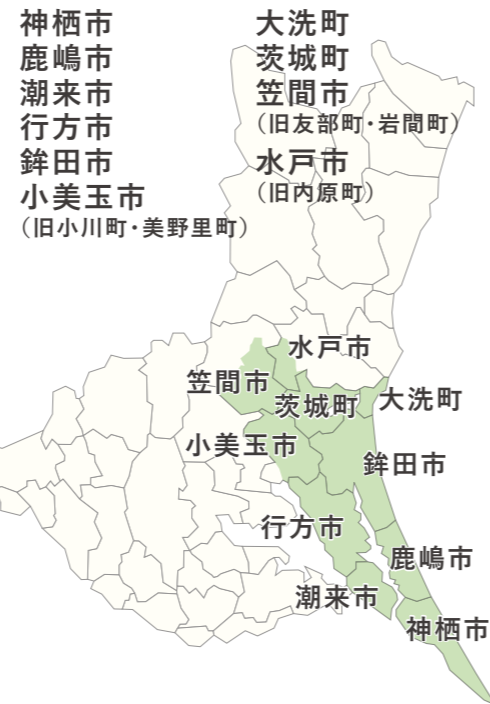 神栖市
鹿嶋市
潮来市
行方市
鉾田市
小美玉市
（旧小川町・美野里町）
大洗町
茨城町
笠間市
（旧友部町・岩間町）
水戸市
（旧内原町）
水戸市
笠間市
茨城町
大洗町
小美玉市
鉾田市
行方市
鹿嶋市
潮来市
神栖市